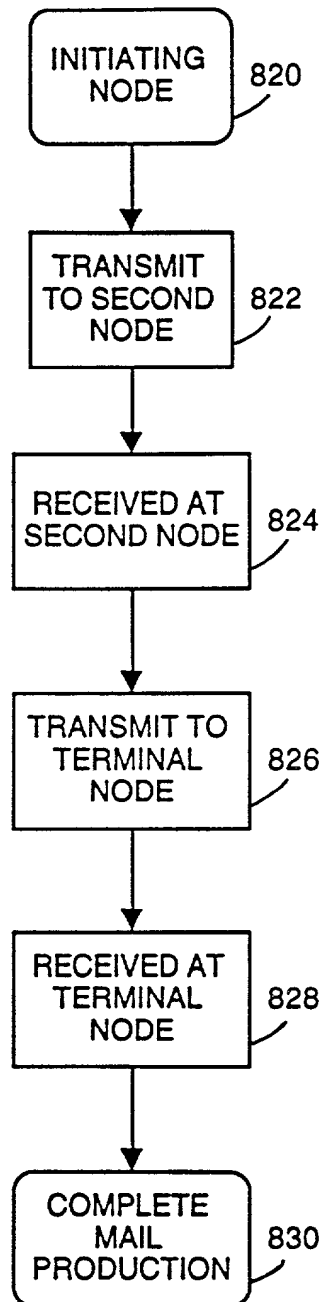 INITIATING
NODE
820
TRANSMIT
TO SECOND
NODE
822
RECEIVED AT
SECOND NODE
824
TRANSMIT TO
TERMINAL
NODE
826
RECEIVED AT
TERMINAL
NODE
828
COMPLETE
MAIL
PRODUCTION
830